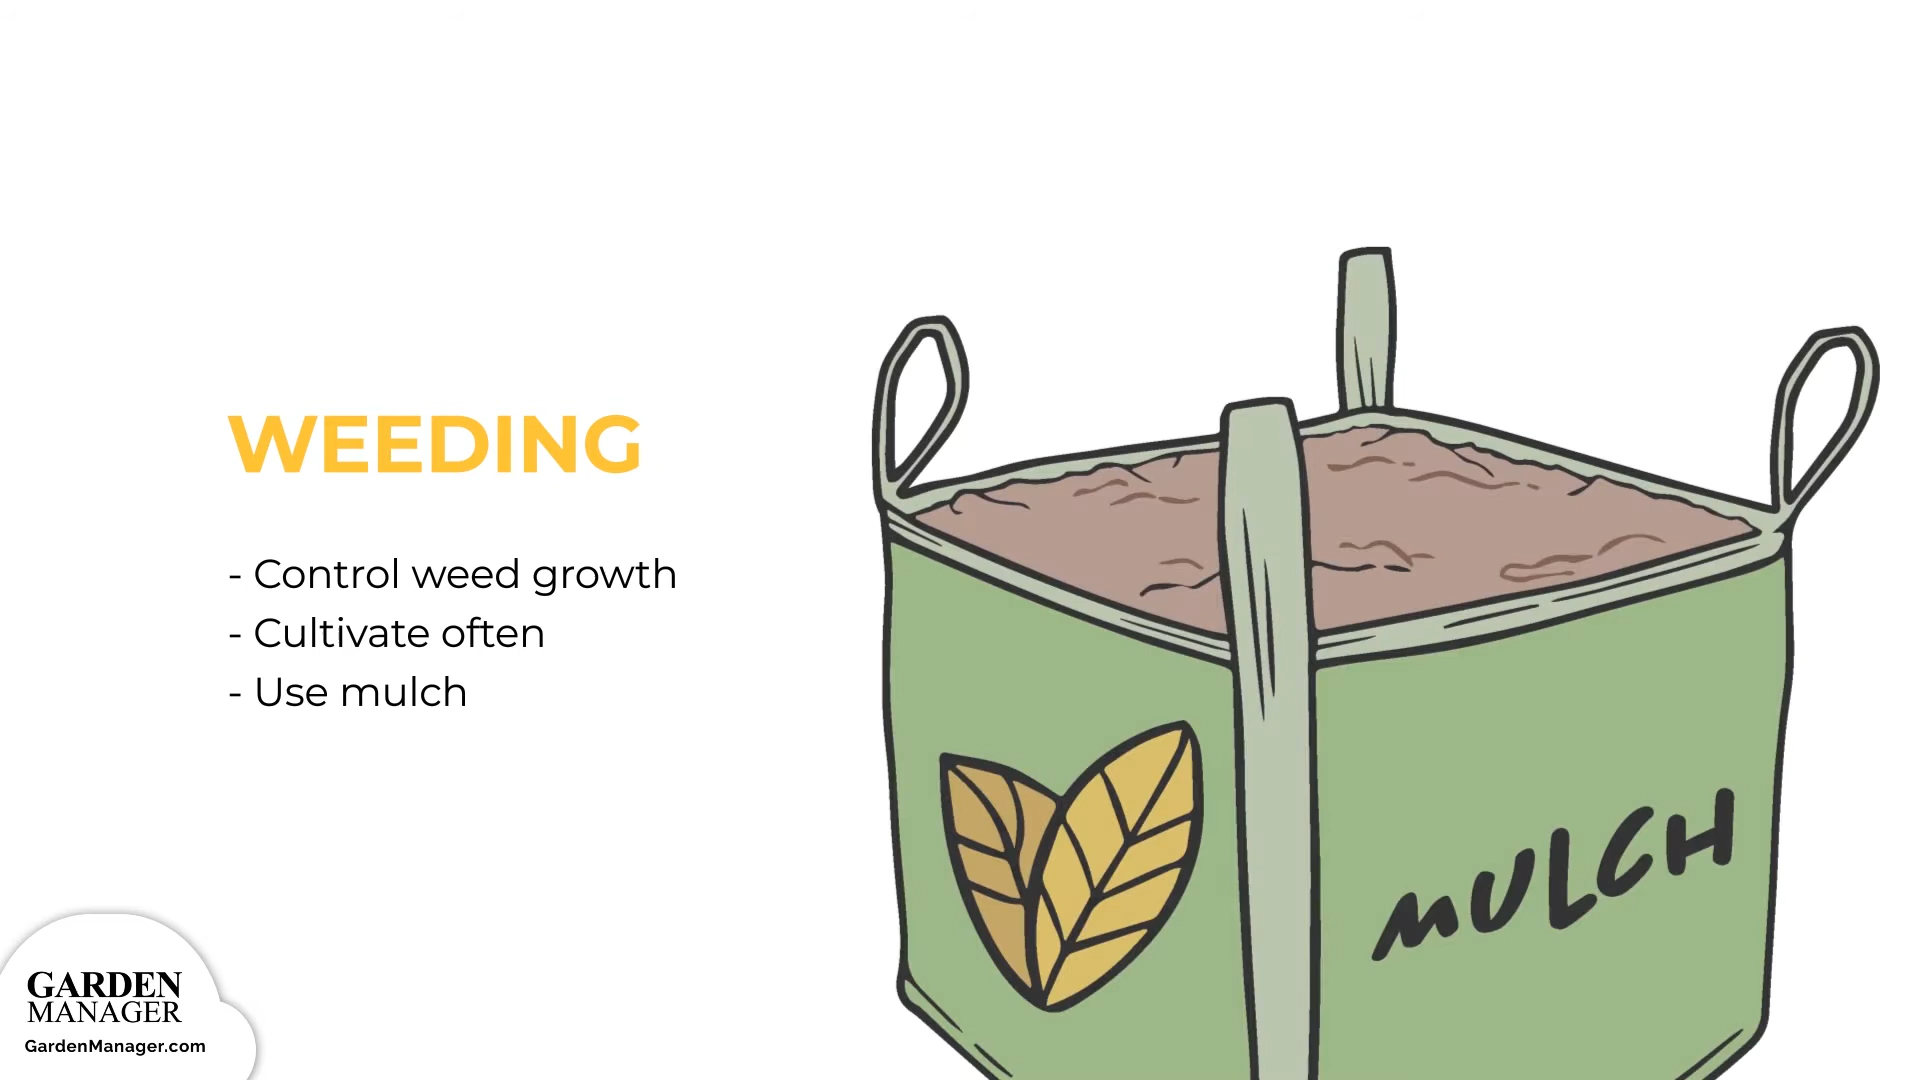 WEEDING
- Control weed growth
- Cultivate often
- Use mulch
MULCH
GARDEN
MANAGER
GardenManager.com